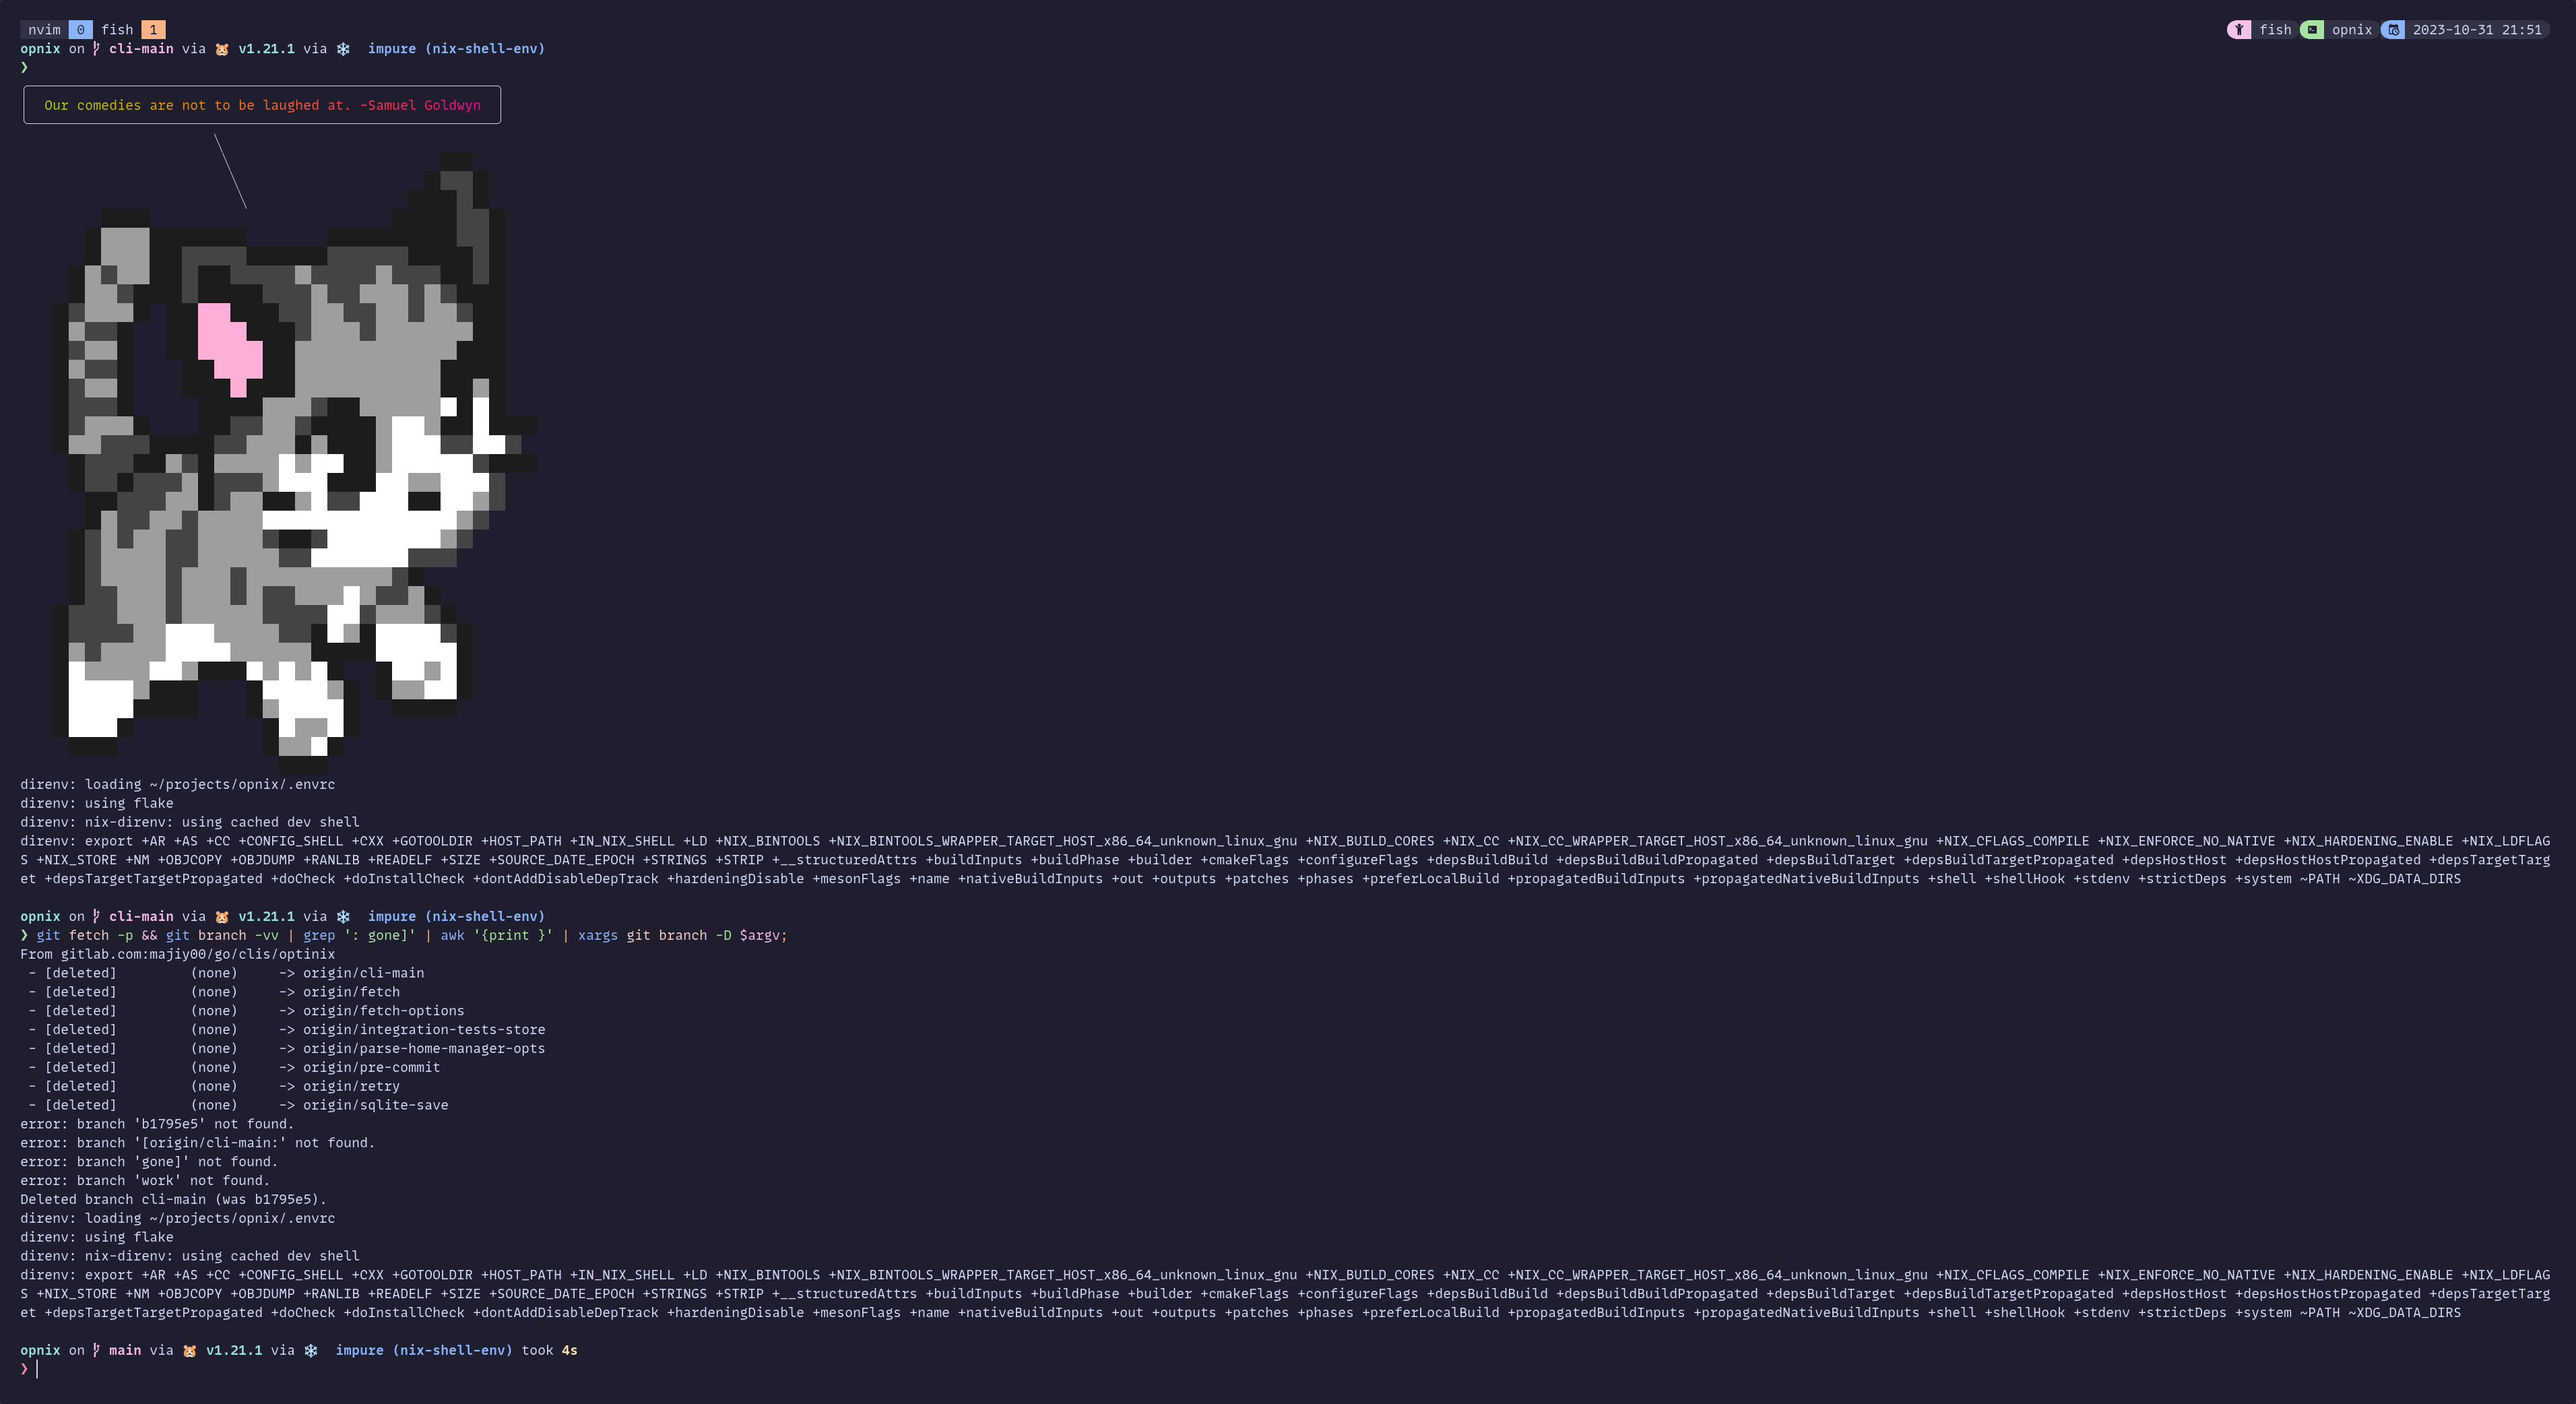 nvim 0 fish 1 fish opnix 2023-10-31 21:51
opnix on cli-main via 🐹 v1.21.1 via ❄️ impure (nix-shell-env)
❯
Our comedies are not to be laughed at. -Samuel Goldwyn
direnv: loading ~/projects/opnix/.envrc
direnv: using flake
direnv: nix-direnv: using cached dev shell
direnv: export +AR +AS +CC +CONFIG_SHELL +CXX +GOTOOLDIR +HOST_PATH +IN_NIX_SHELL +LD +NIX_BINTOOLS +NIX_BINTOOLS_WRAPPER_TARGET_HOST_x86_64_unknown_linux_gnu +NIX_BUILD_CORES +NIX_CC +NIX_CC_WRAPPER_TARGET_HOST_x86_64_unknown_linux_gnu +NIX_CFLAGS_COMPILE +NIX_ENFORCE_NO_NATIVE +NIX_HARDENING_ENABLE +NIX_LDFLAG
S +NIX_STORE +NM +OBJCOPY +OBJDUMP +RANLIB +READELF +SIZE +SOURCE_DATE_EPOCH +STRINGS +STRIP +__structuredAttrs +buildInputs +buildPhase +builder +cmakeFlags +configureFlags +depsBuildBuild +depsBuildBuildPropagated +depsBuildTarget +depsBuildTargetPropagated +depsHostHost +depsHostHostPropagated +depsTargetTarg
et +depsTargetTargetPropagated +doCheck +doInstallCheck +dontAddDisableDepTrack +hardeningDisable +mesonFlags +name +nativeBuildInputs +out +outputs +patches +phases +preferLocalBuild +propagatedBuildInputs +propagatedNativeBuildInputs +shell +shellHook +stdenv +strictDeps +system ~PATH ~XDG_DATA_DIRS
opnix on cli-main via 🐹 v1.21.1 via ❄️ impure (nix-shell-env)
❯ git fetch -p && git branch -vv | grep ': gone]' | awk '{print }' | xargs git branch -D $argv;
From gitlab.com:majiy00/go/clis/optinix
- [deleted] (none) -> origin/cli-main
- [deleted] (none) -> origin/fetch
- [deleted] (none) -> origin/fetch-options
- [deleted] (none) -> origin/integration-tests-store
- [deleted] (none) -> origin/parse-home-manager-opts
- [deleted] (none) -> origin/pre-commit
- [deleted] (none) -> origin/retry
- [deleted] (none) -> origin/sqlite-save
error: branch 'b1795e5' not found.
error: branch '[origin/cli-main:' not found.
error: branch 'gone]' not found.
error: branch 'work' not found.
Deleted branch cli-main (was b1795e5).
direnv: loading ~/projects/opnix/.envrc
direnv: using flake
direnv: nix-direnv: using cached dev shell
direnv: export +AR +AS +CC +CONFIG_SHELL +CXX +GOTOOLDIR +HOST_PATH +IN_NIX_SHELL +LD +NIX_BINTOOLS +NIX_BINTOOLS_WRAPPER_TARGET_HOST_x86_64_unknown_linux_gnu +NIX_BUILD_CORES +NIX_CC +NIX_CC_WRAPPER_TARGET_HOST_x86_64_unknown_linux_gnu +NIX_CFLAGS_COMPILE +NIX_ENFORCE_NO_NATIVE +NIX_HARDENING_ENABLE +NIX_LDFLAG
S +NIX_STORE +NM +OBJCOPY +OBJDUMP +RANLIB +READELF +SIZE +SOURCE_DATE_EPOCH +STRINGS +STRIP +__structuredAttrs +buildInputs +buildPhase +builder +cmakeFlags +configureFlags +depsBuildBuild +depsBuildBuildPropagated +depsBuildTarget +depsBuildTargetPropagated +depsHostHost +depsHostHostPropagated +depsTargetTarg
et +depsTargetTargetPropagated +doCheck +doInstallCheck +dontAddDisableDepTrack +hardeningDisable +mesonFlags +name +nativeBuildInputs +out +outputs +patches +phases +preferLocalBuild +propagatedBuildInputs +propagatedNativeBuildInputs +shell +shellHook +stdenv +strictDeps +system ~PATH ~XDG_DATA_DIRS
opnix on main via 🐹 v1.21.1 via ❄️ impure (nix-shell-env) took 4s
❯